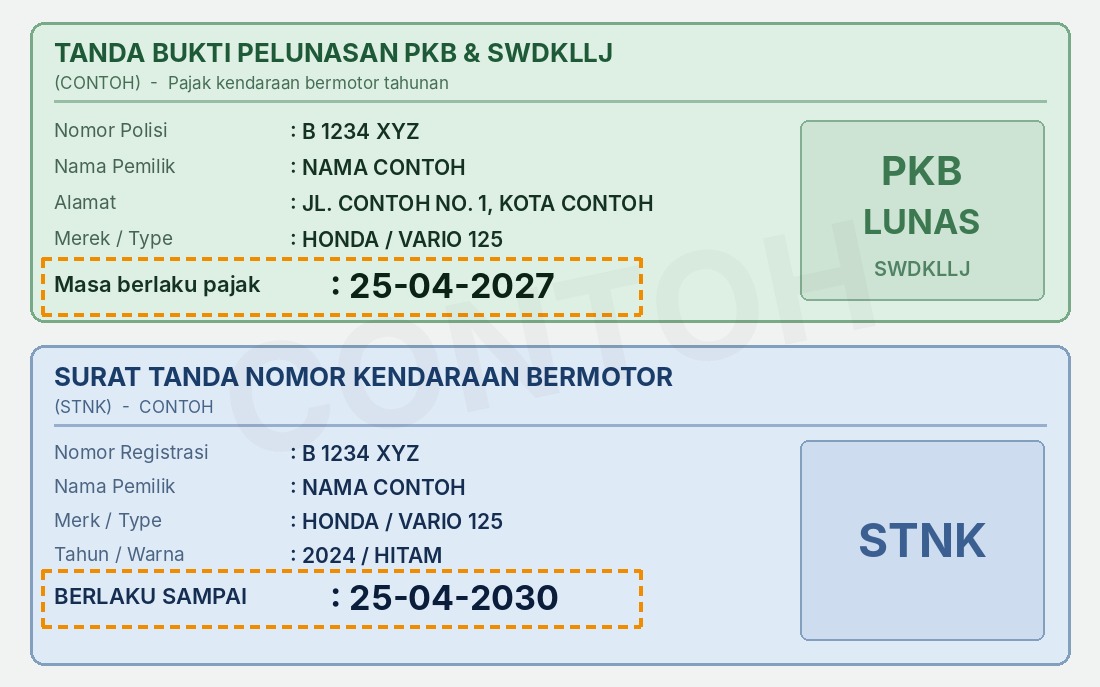 TANDA BUKTI PELUNASAN PKB & SWDKLLJ
(CONTOH) - Pajak kendaraan bermotor tahunan
Nomor Polisi : B 1234 XYZ
Nama Pemilik : NAMA CONTOH
Alamat : JL. CONTOH NO. 1, KOTA CONTOH
Merek / Type : HONDA / VARIO 125
Masa berlaku pajak : 25-04-2027
PKB
LUNAS
SWDKLLJ
CONTOH
SURAT TANDA NOMOR KENDARAAN BERMOTOR
(STNK) - CONTOH
Nomor Registrasi : B 1234 XYZ
Nama Pemilik : NAMA CONTOH
Merk / Type : HONDA / VARIO 125
Tahun / Warna : 2024 / HITAM
BERLAKU SAMPAI : 25-04-2030
STNK